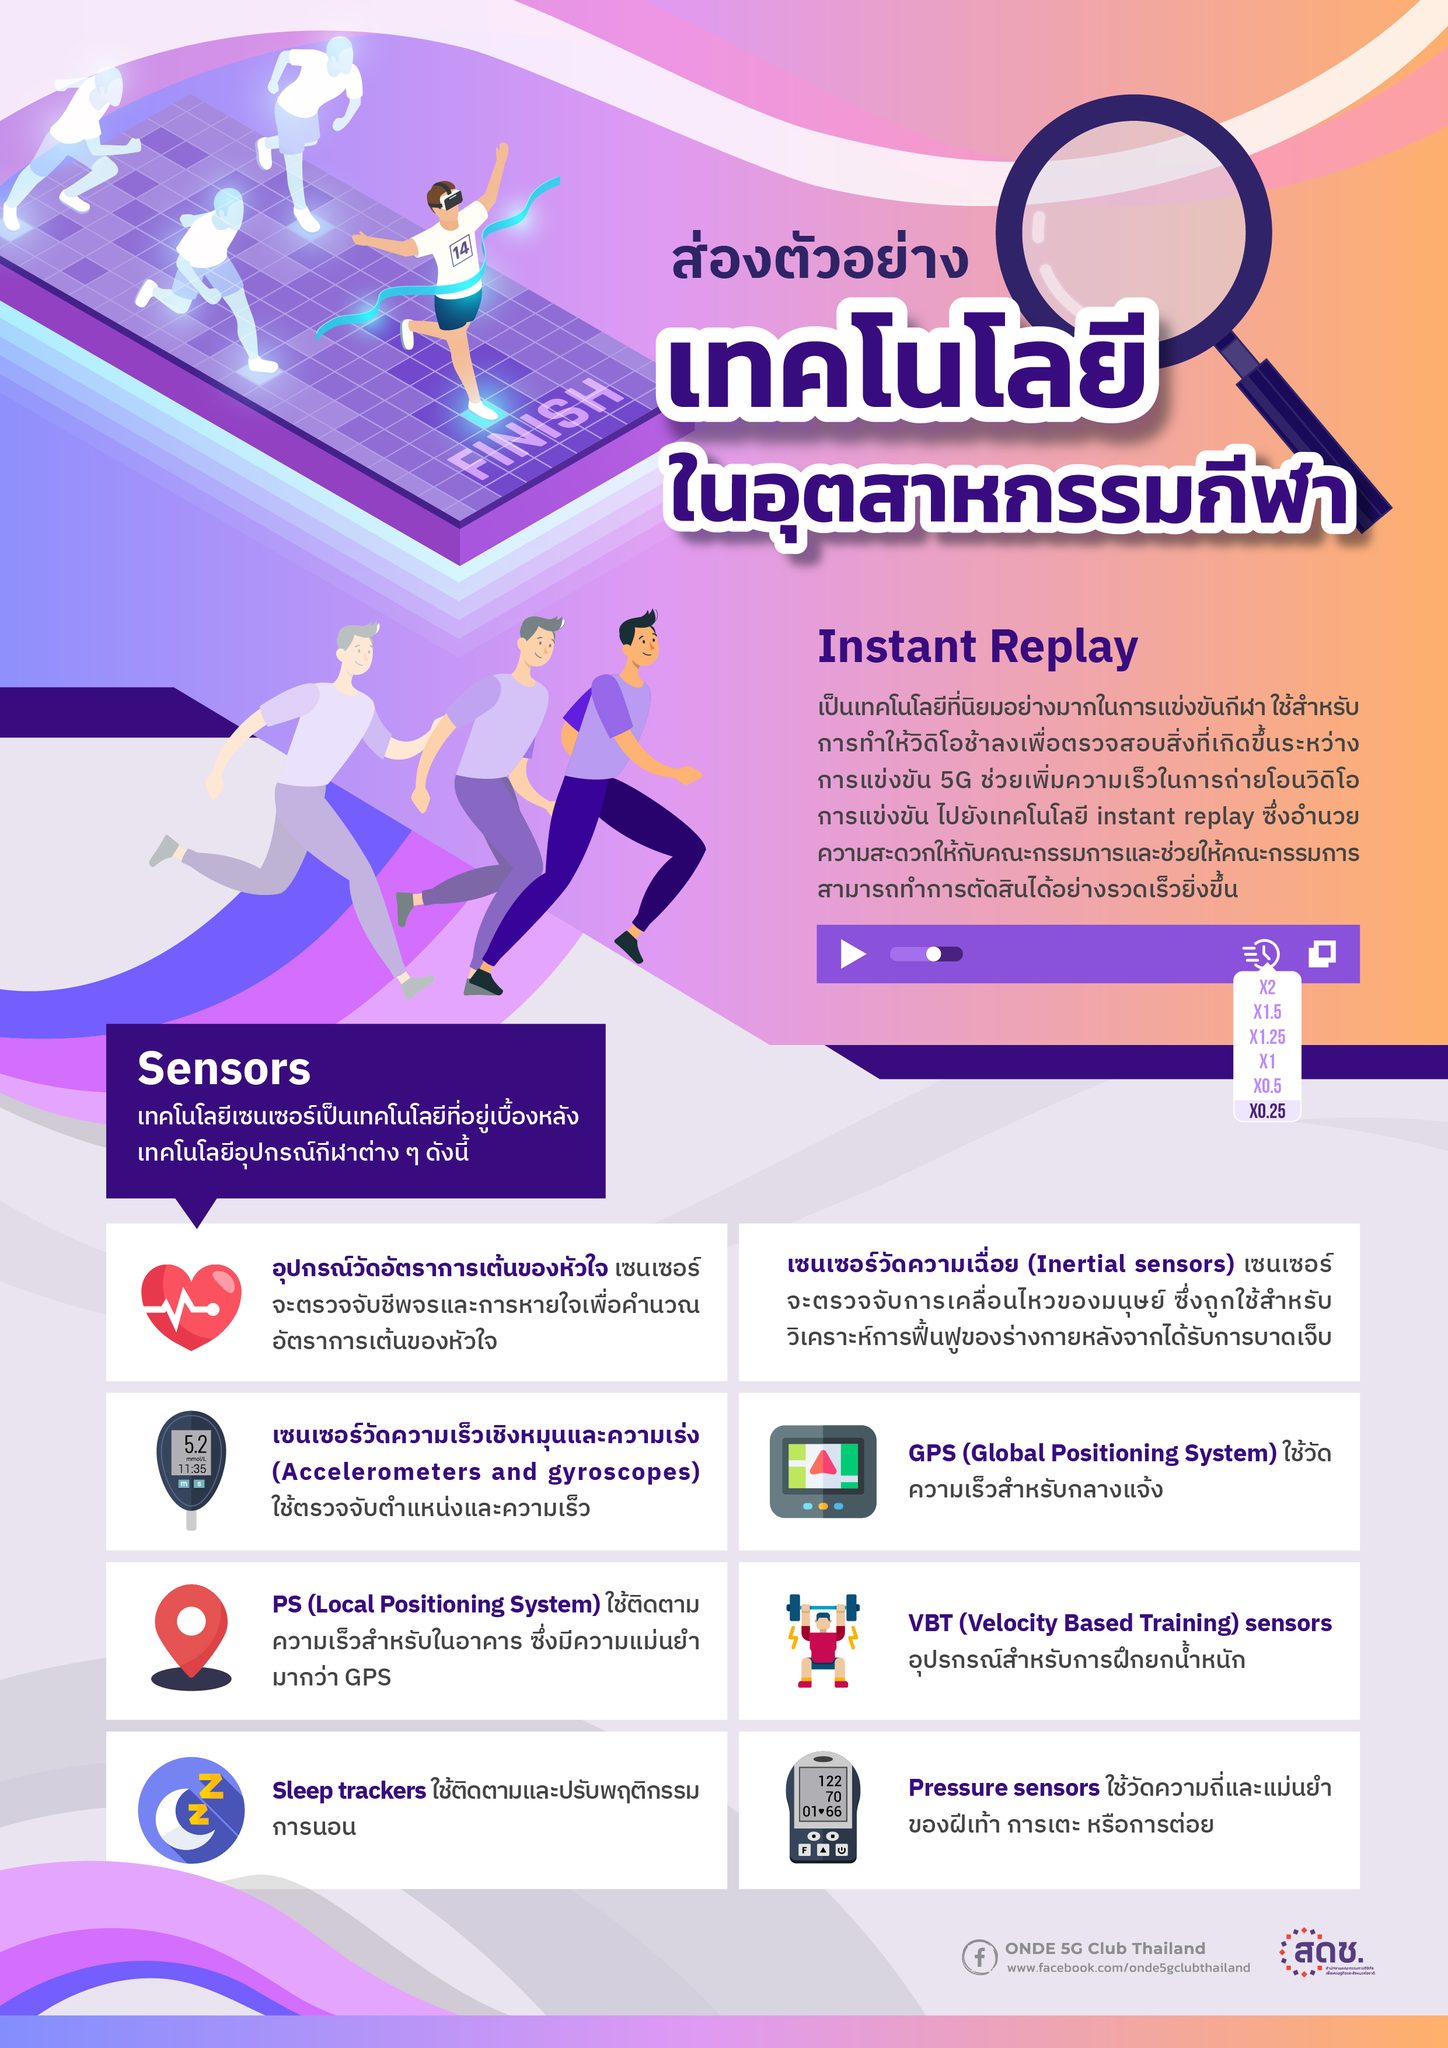 14
FINISH
ส่องตัวอย่าง
เทคโนโลยี
ในอุตสาหกรรมกีฬา
Instant Replay
เป็นเทคโนโลยีที่นิยมอย่างมากในการแข่งขันกีฬา ใช้สำหรับ
การทำให้วิดิโอช้าลงเพื่อตรวจสอบสิ่งที่เกิดขึ้นระหว่าง
การแข่งขัน 5G ช่วยเพิ่มความเร็วในการถ่ายโอนวิดิโอ
การแข่งขัน ไปยังเทคโนโลยี instant replay ซึ่งอำนวย
ความสะดวกให้กับคณะกรรมการและช่วยให้คณะกรรมการ
สามารถทำการตัดสินได้อย่างรวดเร็วยิ่งขึ้น
X2
X1.5
X1.25
X1
X0.5
X0.25
Sensors
เทคโนโลยีเซนเซอร์เป็นเทคโนโลยีที่อยู่เบื้องหลัง
เทคโนโลยีอุปกรณ์กีฬาต่าง ๆ ดังนี้
อุปกรณ์วัดอัตราการเต้นของหัวใจ เซนเซอร์
จะตรวจจับชีพจรและการหายใจเพื่อคำนวณ
อัตราการเต้นของหัวใจ
เซนเซอร์วัดความเฉื่อย (Inertial sensors) เซนเซอร์
จะตรวจจับการเคลื่อนไหวของมนุษย์ ซึ่งถูกใช้สำหรับ
วิเคราะห์การฟื้นฟูของร่างกายหลังจากได้รับการบาดเจ็บ
5.2
mmol/L
11:35
m s
เซนเซอร์วัดความเร็วเชิงหมุนและความเร่ง
(Accelerometers and gyroscopes)
ใช้ตรวจจับตำแหน่งและความเร็ว
GPS (Global Positioning System) ใช้วัด
ความเร็วสำหรับกลางแจ้ง
PS (Local Positioning System) ใช้ติดตาม
ความเร็วสำหรับในอาคาร ซึ่งมีความแม่นยำ
มากว่า GPS
VBT (Velocity Based Training) sensors
อุปรกรณ์สำหรับการฝึกยกน้ำหนัก
Z
Z
Sleep trackers ใช้ติดตามและปรับพฤติกรรม
การนอน
122
70
01♥66
F ▲
Pressure sensors ใช้วัดความถี่และแม่นยำ
ของฝีเท้า การเตะ หรือการต่อย
ONDE 5G Club Thailand
www.facebook.com/onde5gclubthailand
สดช.